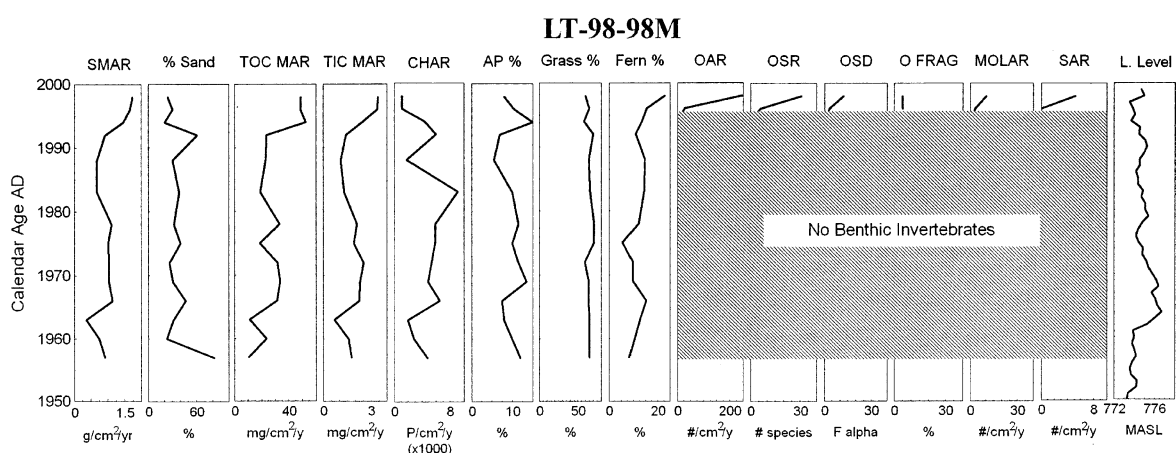 LT-98-98M
SMAR % Sand TOC MAR TIC MAR CHAR AP % Grass % Fern % OAR OSR OSD O FRAG MOLAR SAR L. Level
2000
1990
1980
1970
1960
1950
Calendar Age AD
No Benthic Invertebrates
0 1.5 0 60 0 40 0 3 0 8 0 10 0 50 0 20 0 200 0 30 0 30 0 30 0 30 0 8 772 776
g/cm²/yr % mg/cm²/y mg/cm²/y P/cm²/y % % % #/cm²/y # species F alpha % #/cm²/y #/cm²/y MASL
(x1000)